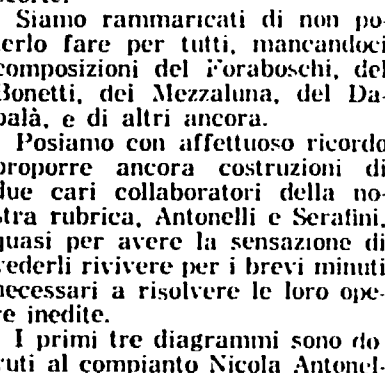 Siamo rammaricati di non po-
terlo fare per tutti, mancandoci
composizioni del Foraboschi, del
Bonetti, dei Mezzaluna, del Da-
palà, e di altri ancora.
Posiamo con affettuoso ricordo
proporre ancora costruzioni di
due cari collaboratori della no-
stra rubrica, Antonelli e Serafini,
quasi per avere la sensazione di
vederli rivivere per i brevi minuti
necessari a risolvere le loro ope-
re inedite.
I primi tre diagrammi sono do-
vuti al compianto Nicola Antonel-